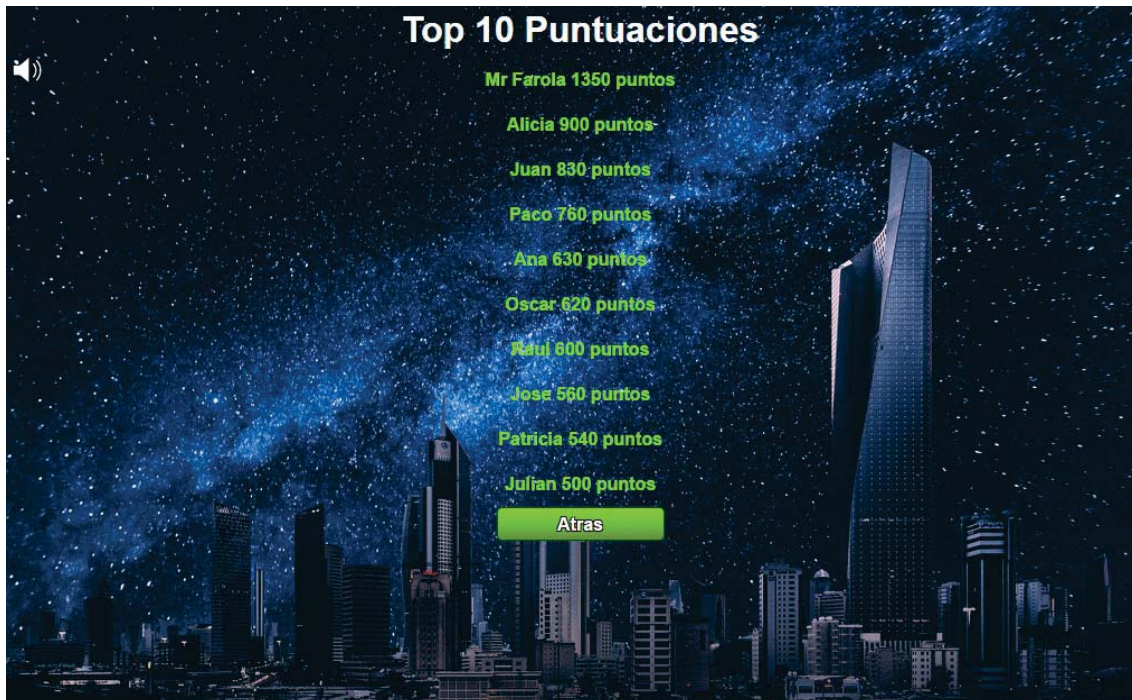 Top 10 Puntuaciones
Mr Farola 1350 puntos
Alicia 900 puntos
Juan 830 puntos
Paco 760 puntos
Ana 630 puntos
Oscar 620 puntos
Raul 600 puntos
Jose 560 puntos
Patricia 540 puntos
Julian 500 puntos
Atras